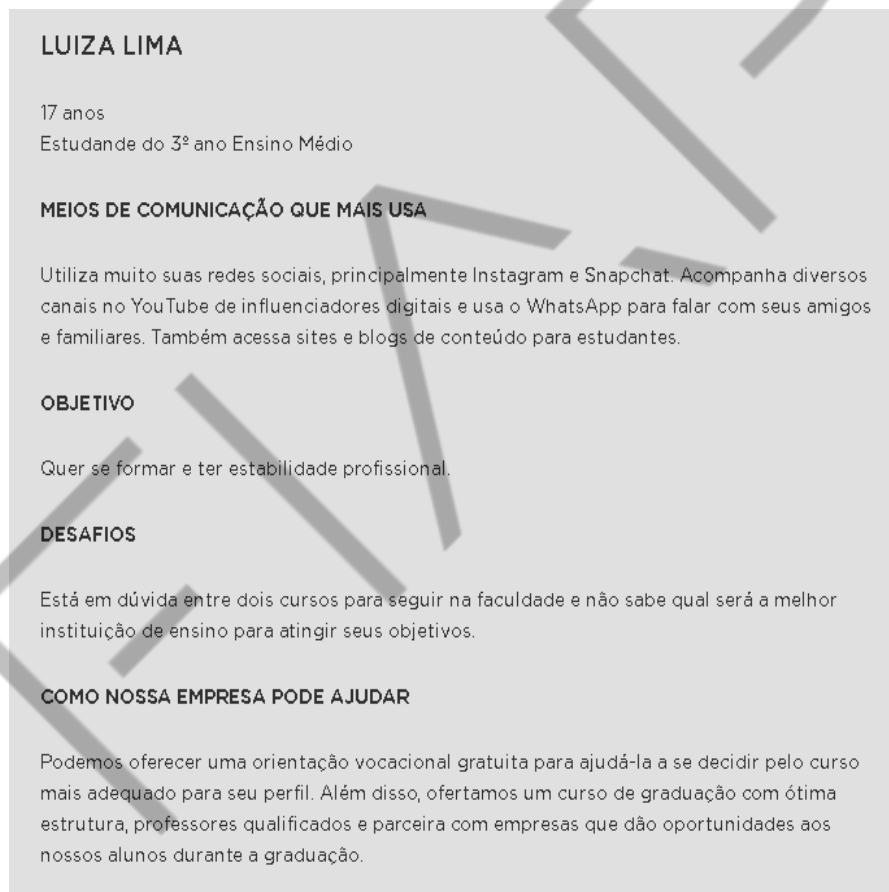 LUIZA LIMA
17 anos
Estudande do 3º ano Ensino Médio
MEIOS DE COMUNICAÇÃO QUE MAIS USA
Utiliza muito suas redes sociais, principalmente Instagram e Snapchat. Acompanha diversos
canais no YouTube de influenciadores digitais e usa o WhatsApp para falar com seus amigos
e familiares. Também acessa sites e blogs de conteúdo para estudantes.
OBJETIVO
Quer se formar e ter estabilidade profissional.
DESAFIOS
Está em dúvida entre dois cursos para seguir na faculdade e não sabe qual será a melhor
instituição de ensino para atingir seus objetivos.
COMO NOSSA EMPRESA PODE AJUDAR
Podemos oferecer uma orientação vocacional gratuita para ajudá-la a se decidir pelo curso
mais adequado para seu perfil. Além disso, ofertamos um curso de graduação com ótima
estrutura, professores qualificados e parceira com empresas que dão oportunidades aos
nossos alunos durante a graduação.